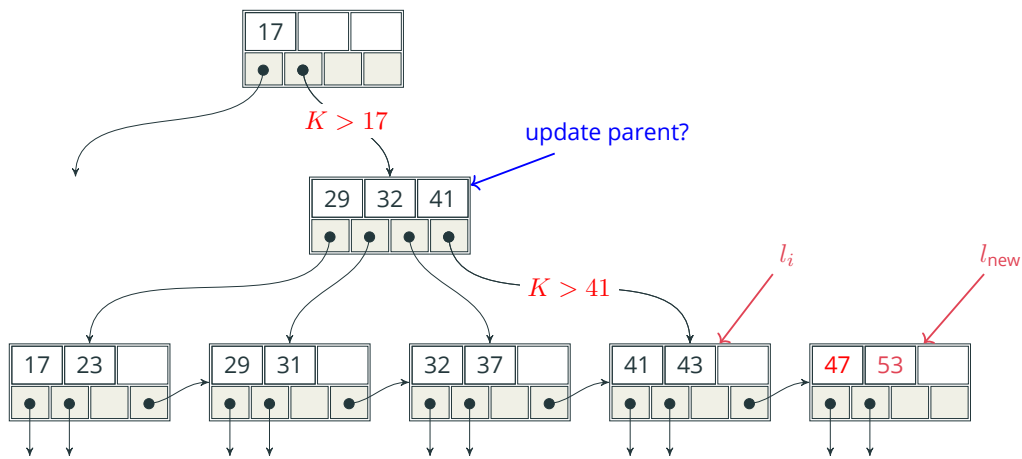 17
K > 17
update parent?
29 32 41
l_i
l_new
K > 41
17 23
29 31
32 37
41 43
47 53